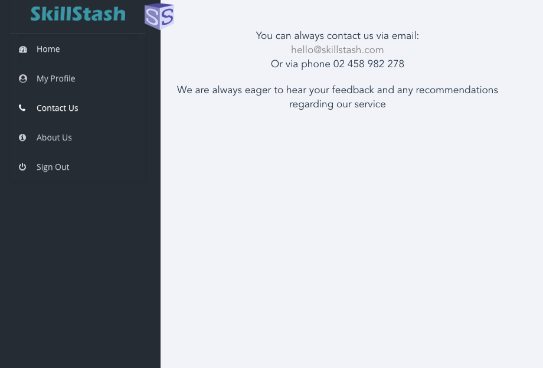 SkillStash
SS
Home
My Profile
Contact Us
About Us
Sign Out
You can always contact us via email:
hello@skillstash.com
Or via phone 02 458 982 278
We are always eager to hear your feedback and any recommendations
regarding our service